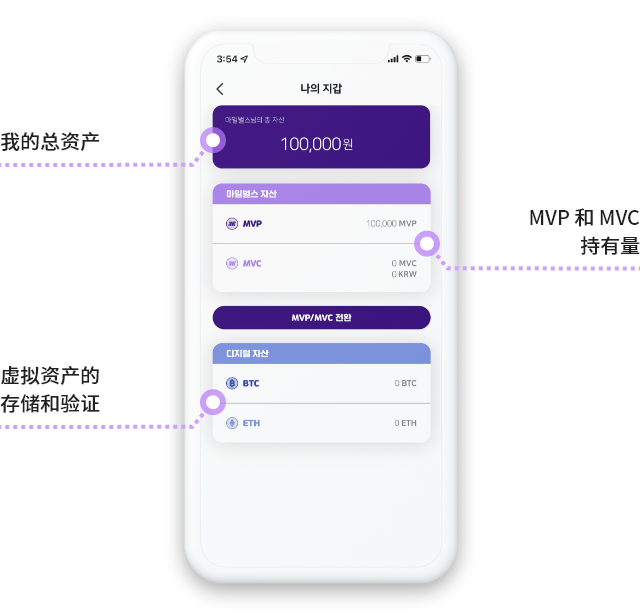 3:54
나의 지갑
마일벌스님의 총 자산
100,000원
我的总资产
마일벌스 자산
MVP
100,000 MVP
MVC
0 MVC
0 KRW
MVP 和 MVC
持有量
MVP/MVC 전환
디지털 자산
BTC
0 BTC
ETH
0 ETH
虚拟资产的
存储和验证